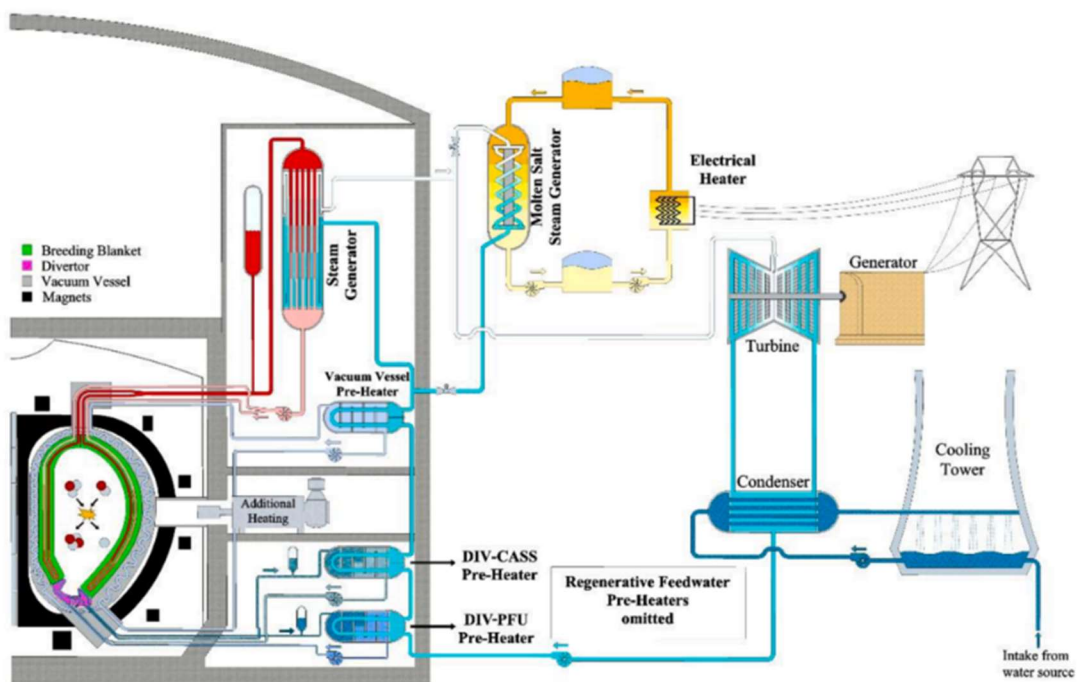 Breeding Blanket
Divertor
Vacuum Vessel
Magnets
Steam
Generator
Molten Salt
Steam Generator
Electrical
Heater
Generator
Turbine
Vacuum Vessel
Pre-Heater
Additional
Heating
Condenser
Cooling
Tower
DIV-CASS
Pre-Heater
DIV-PFU
Pre-Heater
Regenerative Feedwater
Pre-Heaters
omitted
Intake from
water source